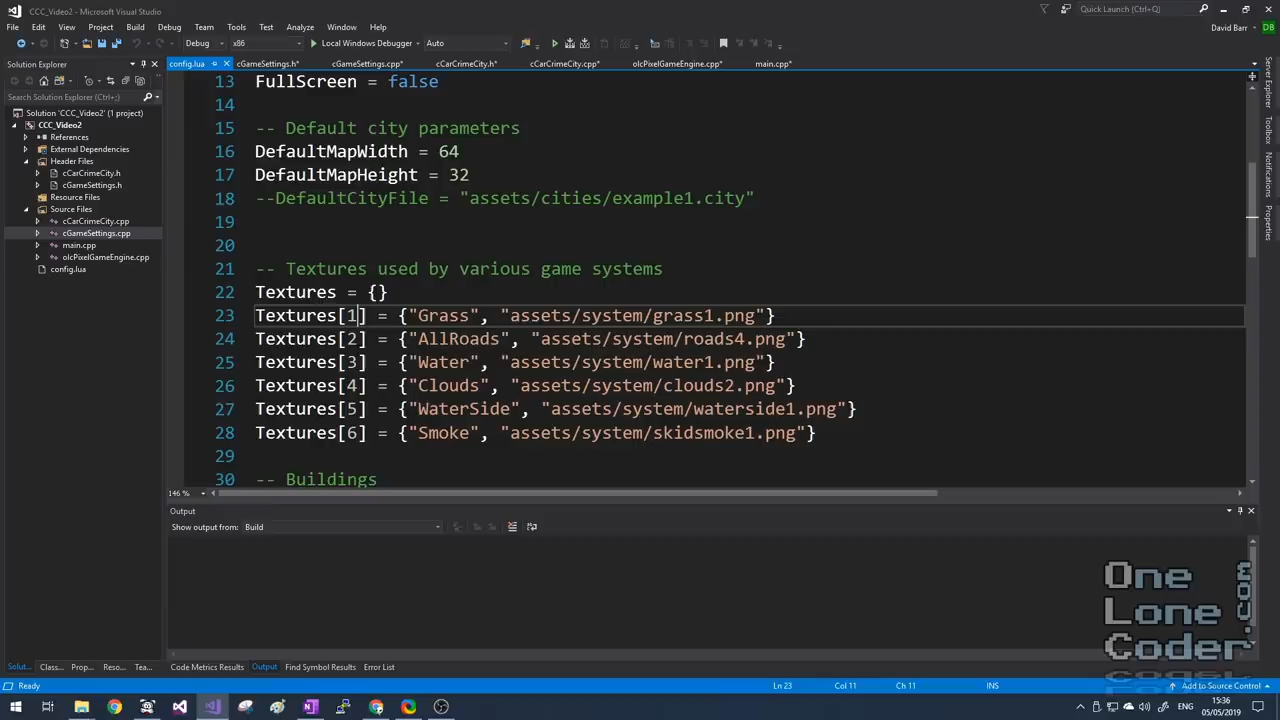 CCC_Video2 - Microsoft Visual Studio
Quick Launch (Ctrl+Q)
File Edit View Project Build Debug Team Tools Test Analyze Window Help
David Barr DB
Debug x86 Local Windows Debugger Auto
Solution Explorer
config.lua cGameSettings.h* cGameSettings.cpp* cCarCrimeCity.h* cCarCrimeCity.cpp* olcPixelGameEngine.cpp* main.cpp*
Search Solution Explorer (Ctrl+;)
Solution 'CCC_Video2' (1 project)
CCC_Video2
References
External Dependencies
Header Files
cCarCrimeCity.h
cGameSettings.h
Resource Files
Source Files
cCarCrimeCity.cpp
cGameSettings.cpp
main.cpp
olcPixelGameEngine.cpp
config.lua
13 FullScreen = false
14
15 -- Default city parameters
16 DefaultMapWidth = 64
17 DefaultMapHeight = 32
18 --DefaultCityFile = "assets/cities/example1.city"
19
20
21 -- Textures used by various game systems
22 Textures = {}
23 Textures[1] = {"Grass", "assets/system/grass1.png"}
24 Textures[2] = {"AllRoads", "assets/system/roads4.png"}
25 Textures[3] = {"Water", "assets/system/water1.png"}
26 Textures[4] = {"Clouds", "assets/system/clouds2.png"}
27 Textures[5] = {"WaterSide", "assets/system/waterside1.png"}
28 Textures[6] = {"Smoke", "assets/system/skidsmoke1.png"}
29
30 -- Buildings
146 %
Server Explorer
Toolbox
Notifications
Properties
Output
Show output from: Build
One
Lone
Coder
.com
Solut... Class... Prop... Reso... Tea...
Code Metrics Results Output Find Symbol Results Error List
Ready Ln 23 Col 11 Ch 11 INS Add to Source Control
ENG
15:36
05/05/2019